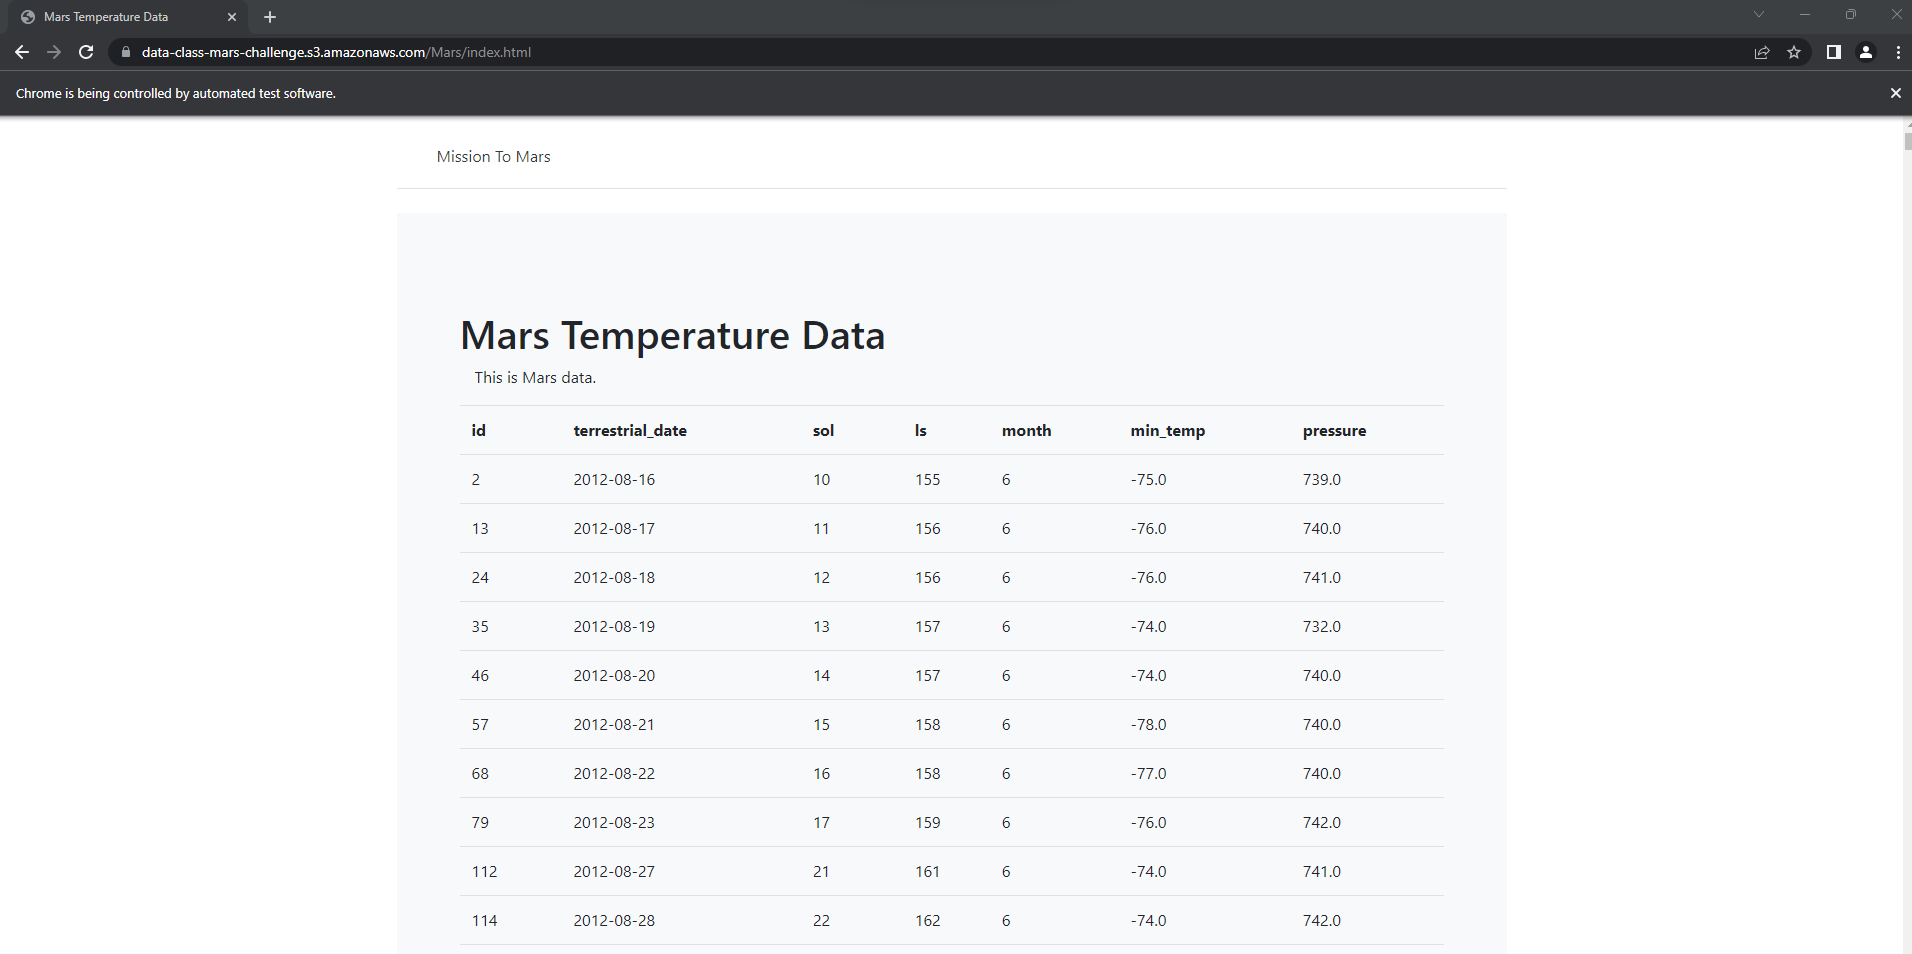 Mars Temperature Data
data-class-mars-challenge.s3.amazonaws.com/Mars/index.html
Chrome is being controlled by automated test software.
Mission To Mars
Mars Temperature Data
This is Mars data.
id terrestrial_date sol ls month min_temp pressure
2 2012-08-16 10 155 6 -75.0 739.0
13 2012-08-17 11 156 6 -76.0 740.0
24 2012-08-18 12 156 6 -76.0 741.0
35 2012-08-19 13 157 6 -74.0 732.0
46 2012-08-20 14 157 6 -74.0 740.0
57 2012-08-21 15 158 6 -78.0 740.0
68 2012-08-22 16 158 6 -77.0 740.0
79 2012-08-23 17 159 6 -76.0 742.0
112 2012-08-27 21 161 6 -74.0 741.0
114 2012-08-28 22 162 6 -74.0 742.0